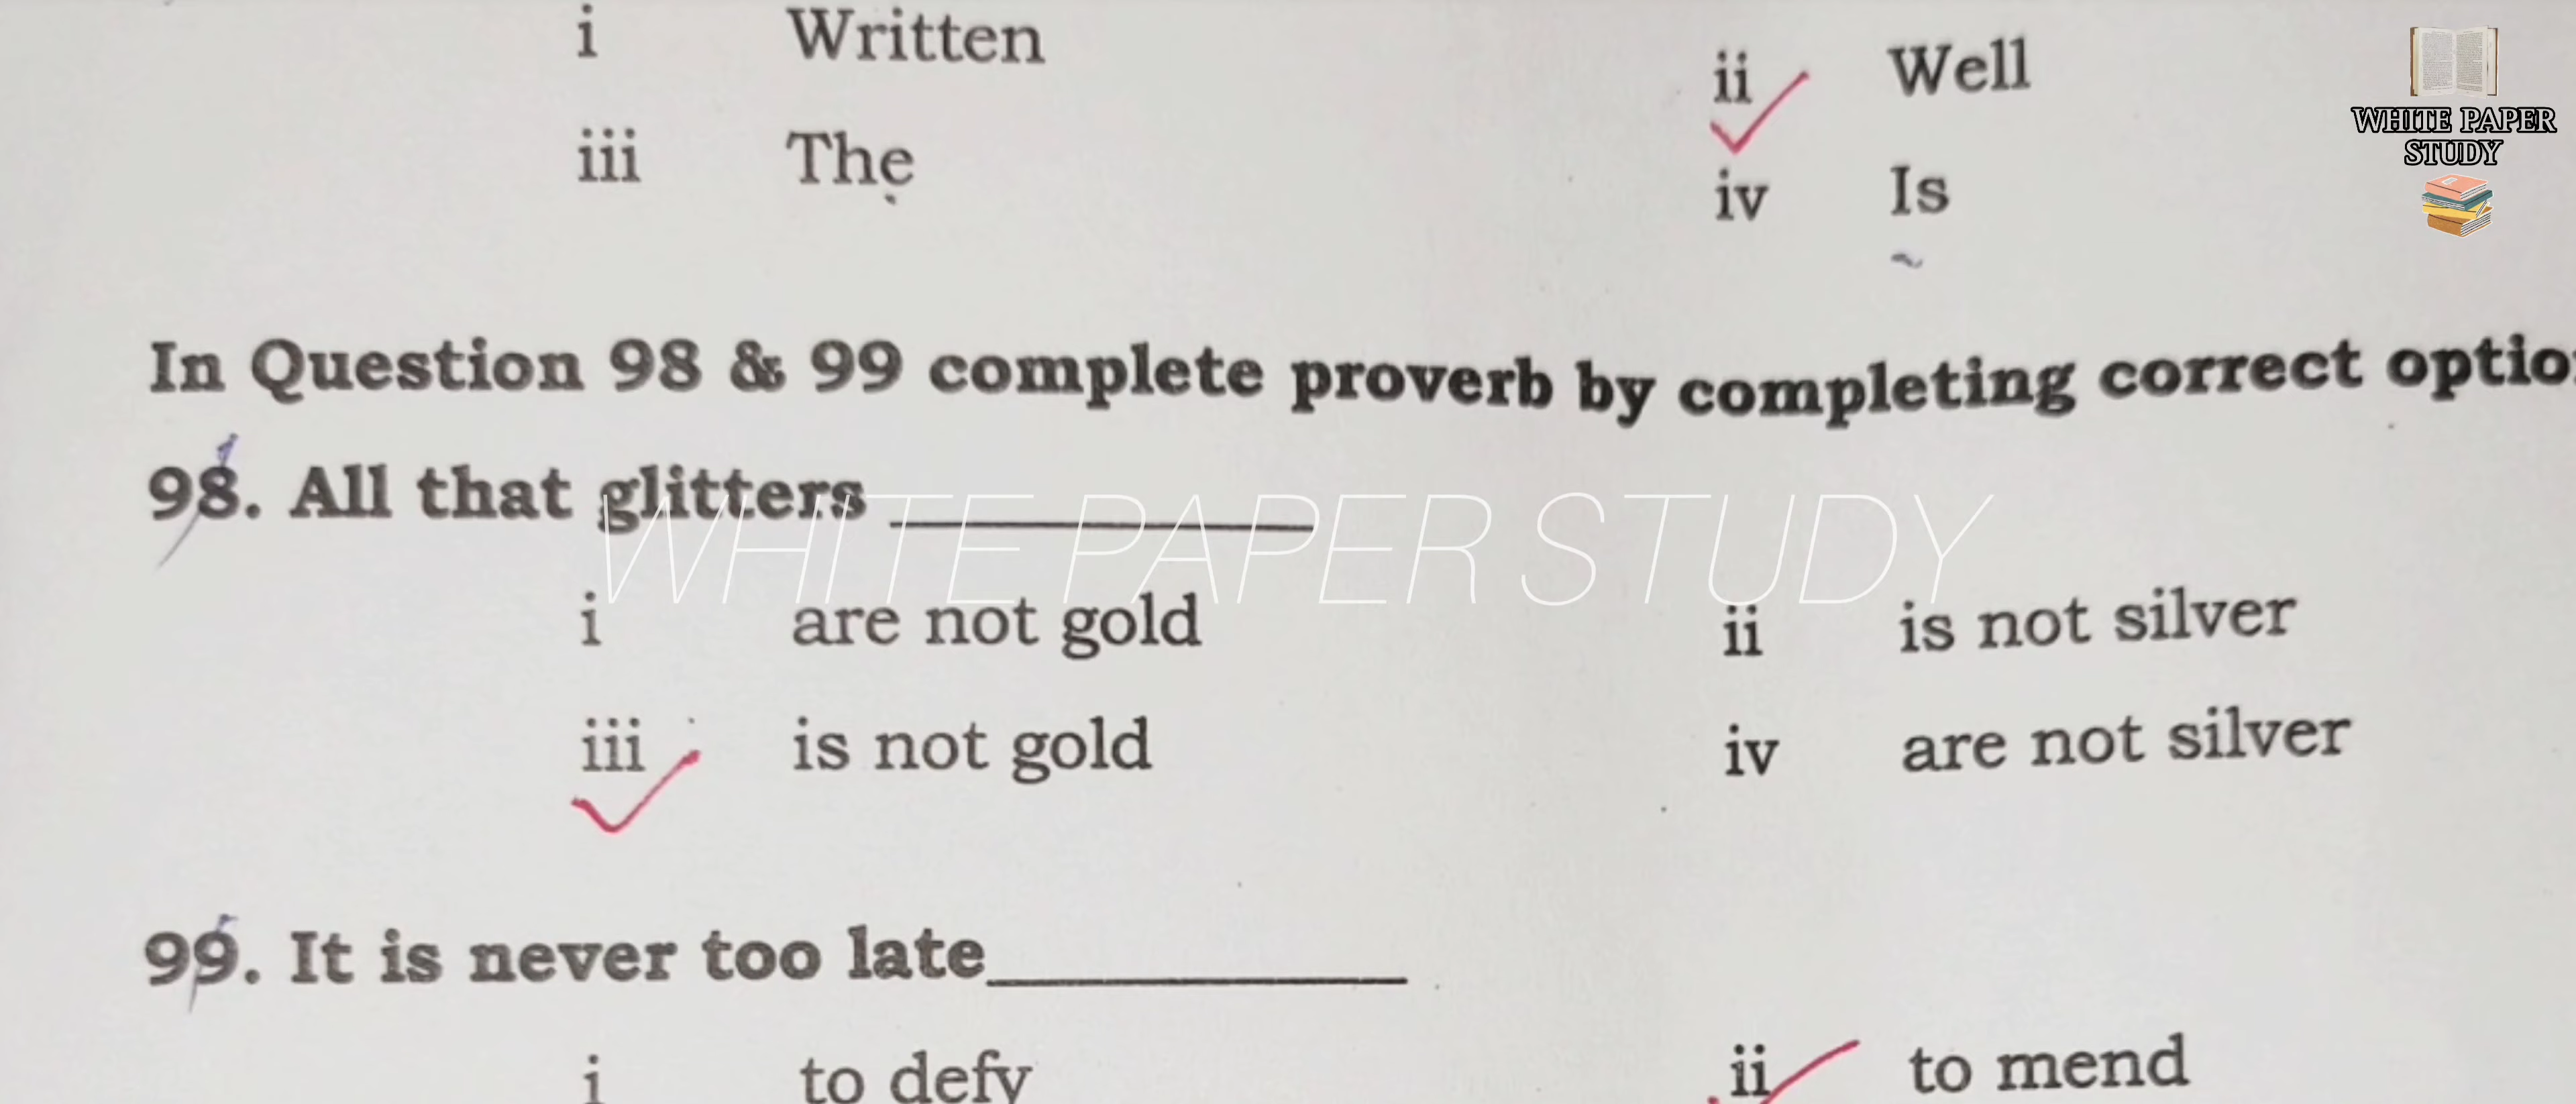 i Written ii Well
iii The iv Is
WHITE PAPER
STUDY
In Question 98 & 99 complete proverb by completing correct optio
98. All that glitters
WHITE PAPER STUDY
i are not gold ii is not silver
iii is not gold iv are not silver
99. It is never too late
i to defy ii to mend